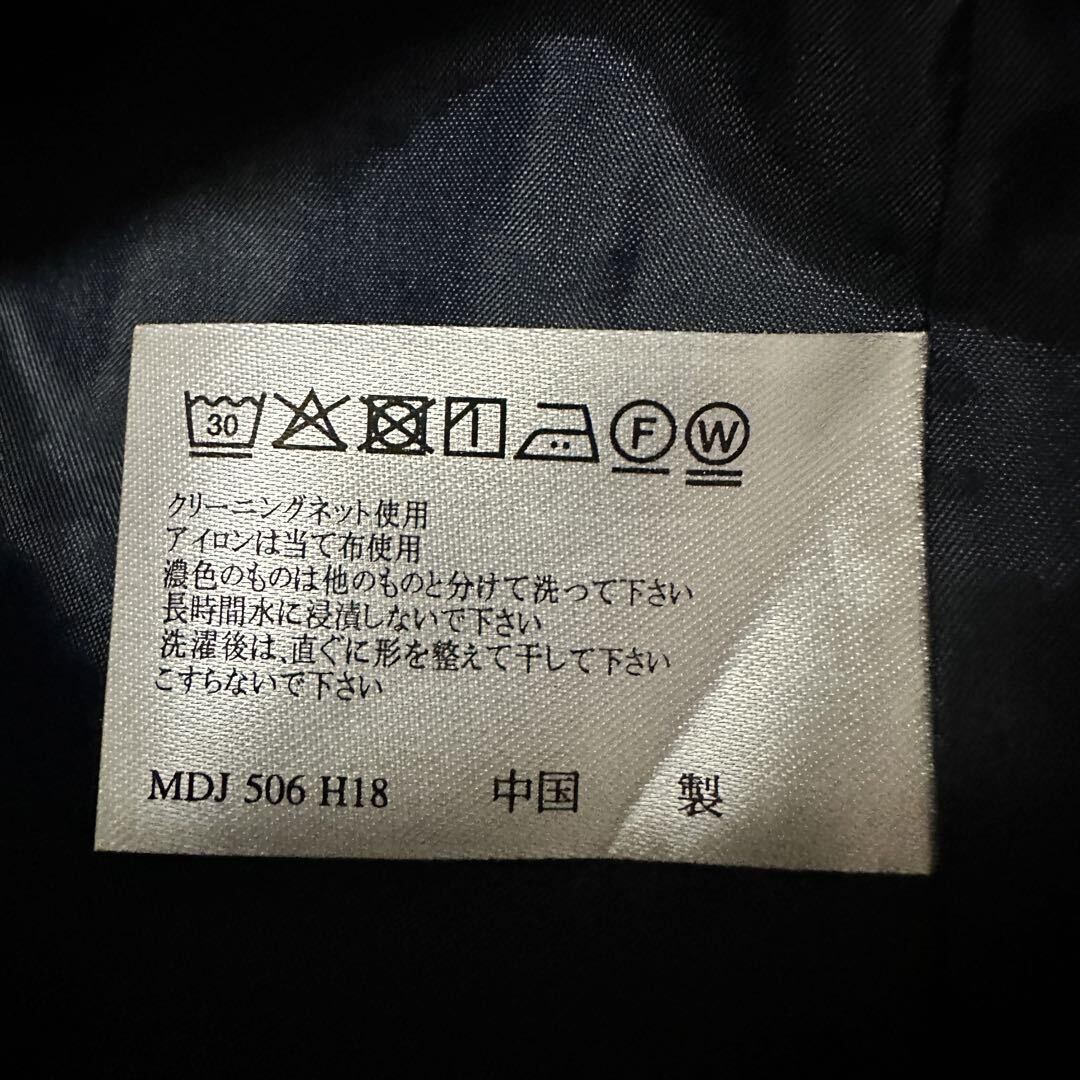 30 F W
クリーニングネット使用
アイロンは当て布使用
濃色のものは他のものと分けて洗って下さい
長時間水に浸漬しないで下さい
洗濯後は、直ぐに形を整えて干して下さい
こすらないで下さい
MDJ 506 H18 中国 製